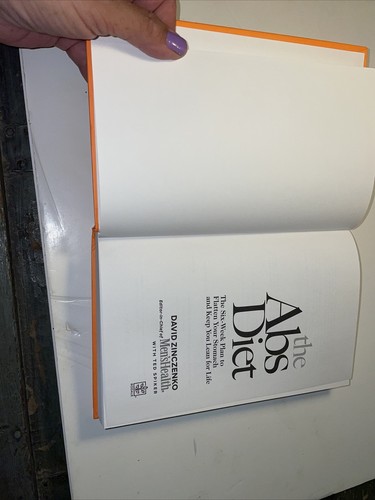 the
Abs
Diet
The Six-Week Plan to
Flatten Your Stomach
and Keep You Lean for Life
DAVID ZINCZENKO
Editor-in-Chief of Men'sHealth.
WITH TED SPIKER